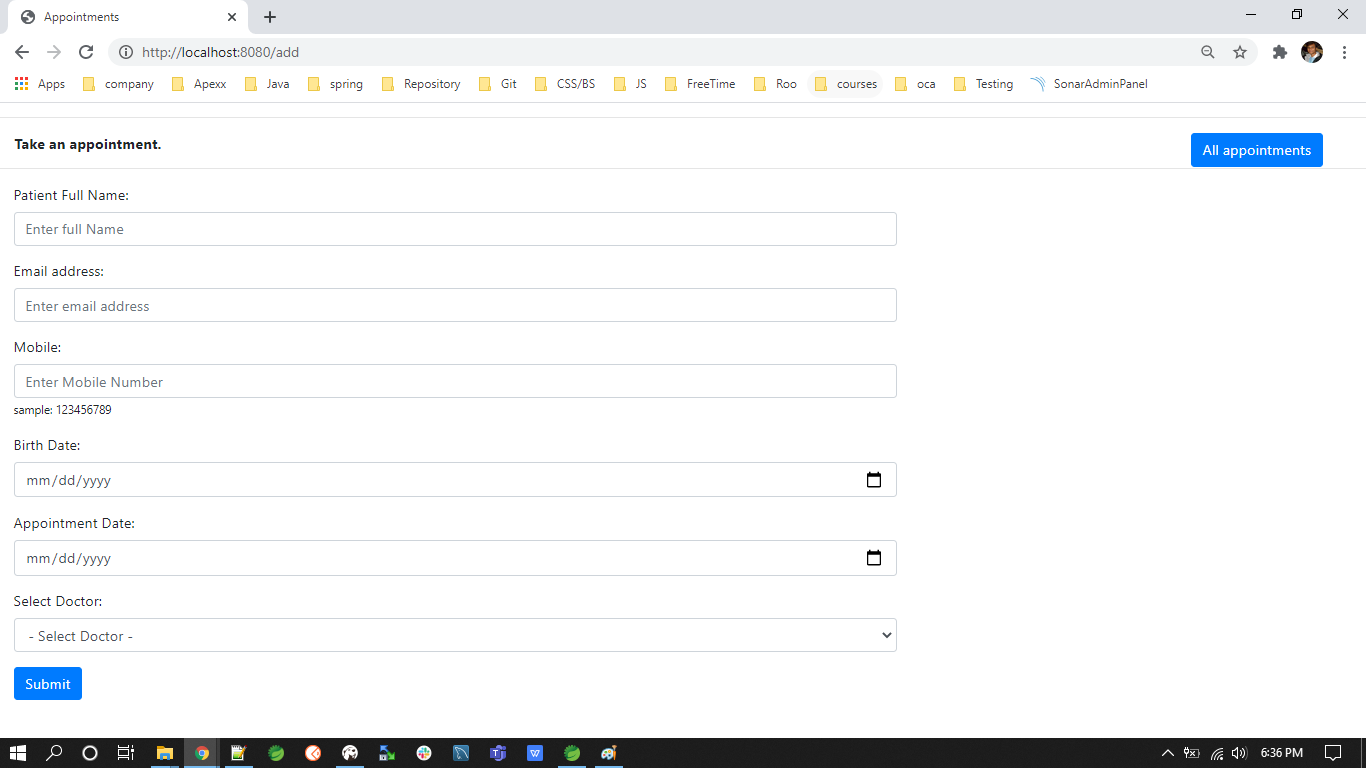 Appointments
http://localhost:8080/add
Apps company Apexx Java spring Repository Git CSS/BS JS FreeTime Roo courses oca Testing SonarAdminPanel
Take an appointment.
All appointments
Patient Full Name:
Enter full Name
Email address:
Enter email address
Mobile:
Enter Mobile Number
sample: 123456789
Birth Date:
mm/dd/yyyy
Appointment Date:
mm/dd/yyyy
Select Doctor:
- Select Doctor -
Submit
6:36 PM